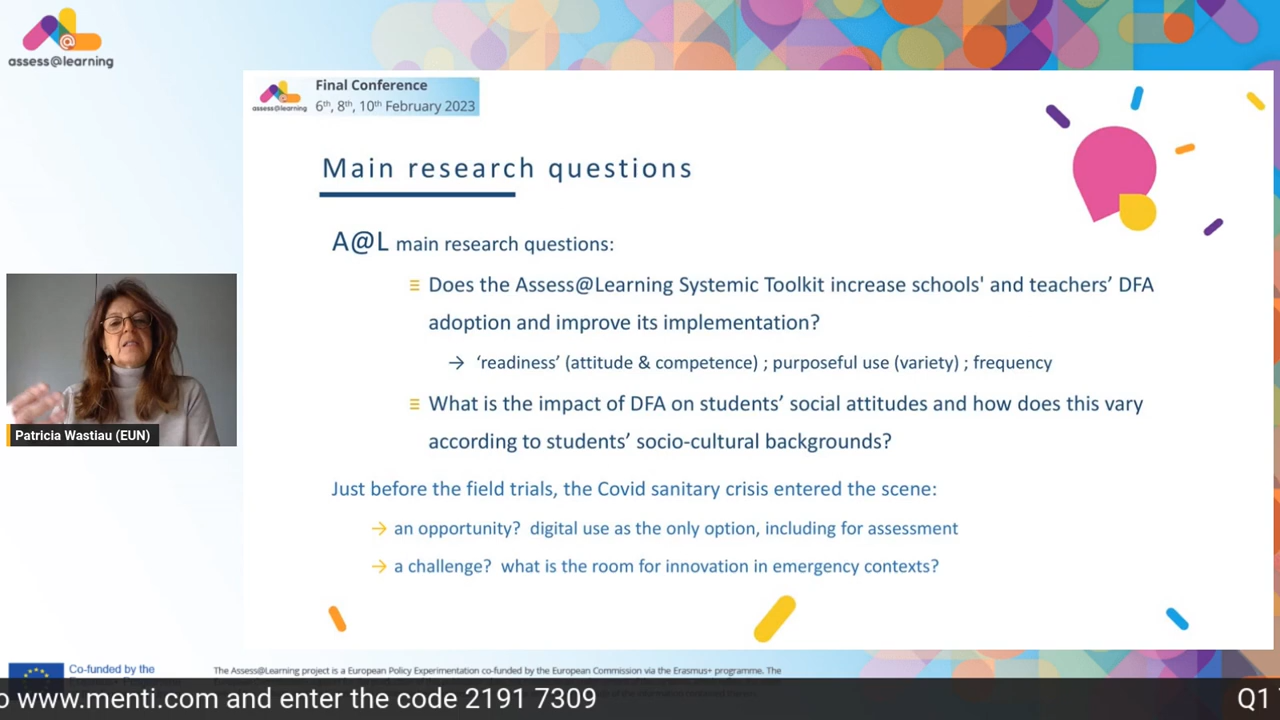 assess@learning
Final Conference
assess@learning
6th, 8th, 10th February 2023
Main research questions
A@L main research questions:
Does the Assess@Learning Systemic Toolkit increase schools' and teachers’ DFA
adoption and improve its implementation?
→ ‘readiness’ (attitude & competence) ; purposeful use (variety) ; frequency
What is the impact of DFA on students’ social attitudes and how does this vary
according to students’ socio-cultural backgrounds?
Patricia Wastiau (EUN)
Just before the field trials, the Covid sanitary crisis entered the scene:
→ an opportunity? digital use as the only option, including for assessment
→ a challenge? what is the room for innovation in emergency contexts?
Co-funded by the
The Assess@Learning project is a European Policy Experimentation co-funded by the European Commission via the Erasmus+ programme. The
o www.menti.com and enter the code 2191 7309
Q1